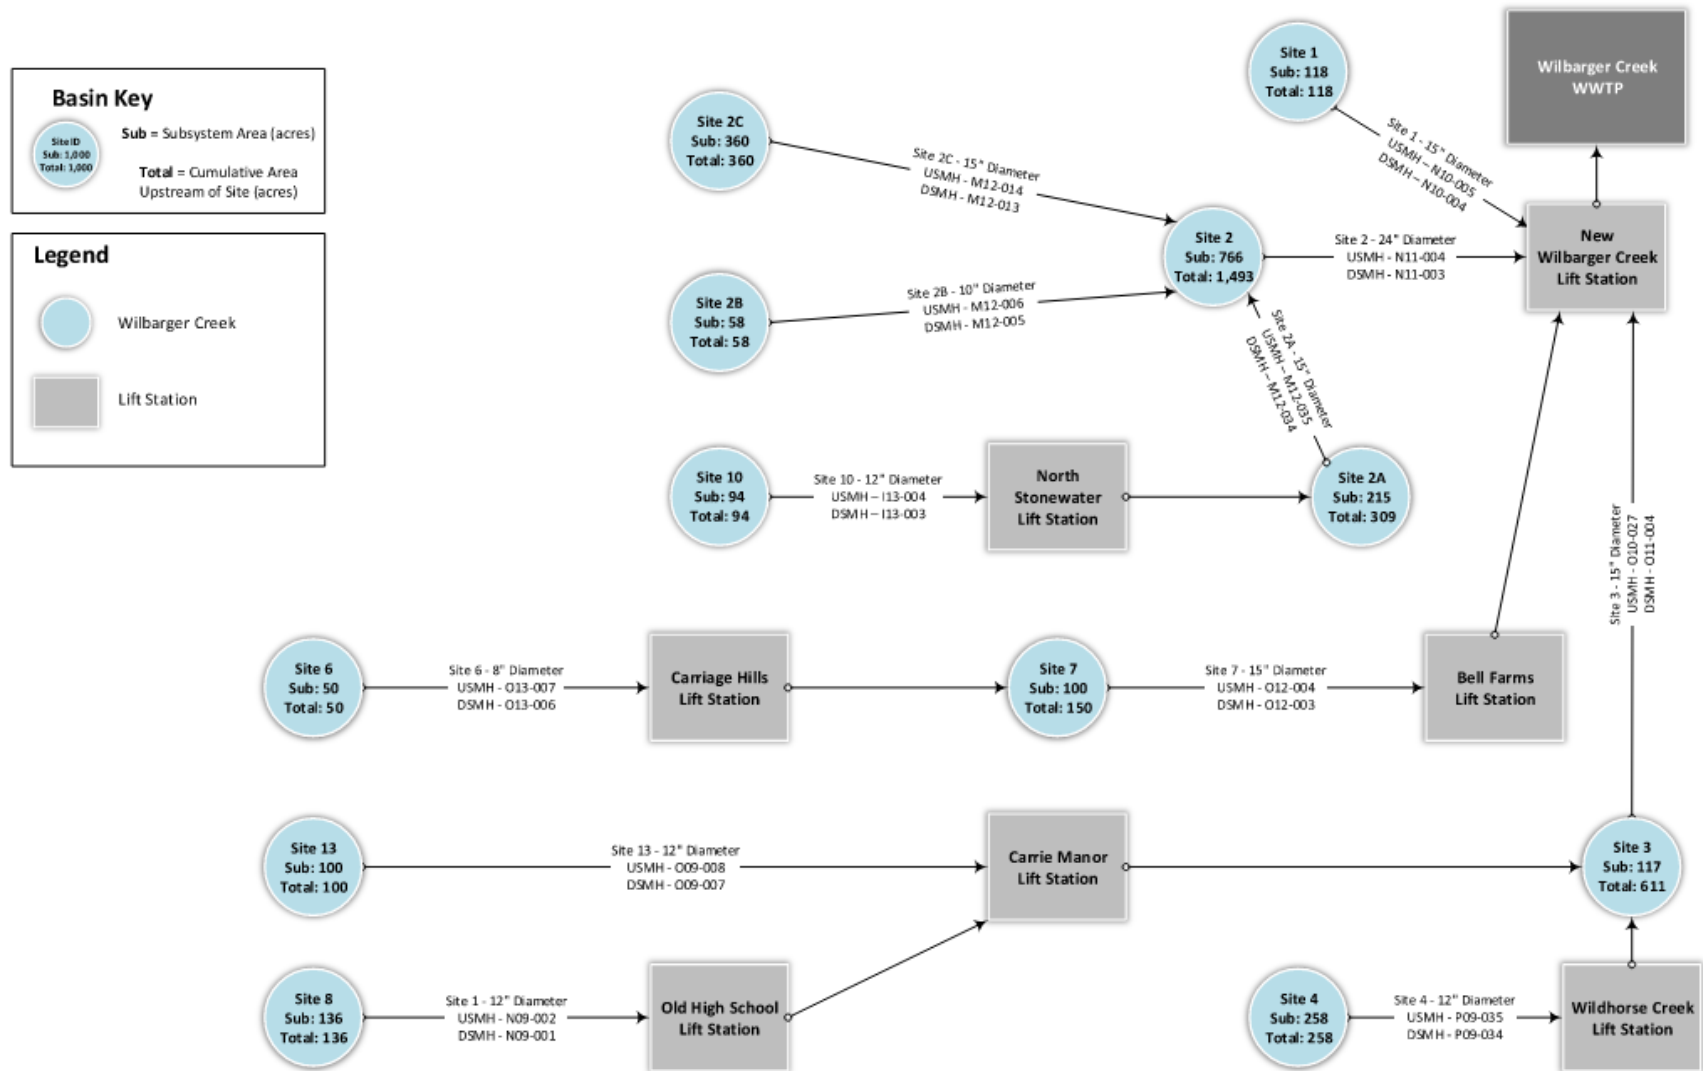 Basin Key
Site ID
Sub: 1,000
Total: 1,000
Sub = Subsystem Area (acres)
Total = Cumulative Area
Upstream of Site (acres)
Legend
Wilbarger Creek
Lift Station
Site 1
Sub: 118
Total: 118
Wilbarger Creek
WWTP
Site 1 - 15" Diameter
USMH – N10-005
DSMH – N10-004
Site 2C
Sub: 360
Total: 360
Site 2C - 15" Diameter
USMH - M12-014
DSMH - M12-013
Site 2
Sub: 766
Total: 1,493
Site 2 - 24" Diameter
USMH - N11-004
DSMH - N11-003
New
Wilbarger Creek
Lift Station
Site 2B
Sub: 58
Total: 58
Site 2B - 10" Diameter
USMH - M12-006
DSMH - M12-005
Site 2A - 15" Diameter
USMH – M12-035
DSMH – M12-034
Site 10
Sub: 94
Total: 94
Site 10 - 12" Diameter
USMH – I13-004
DSMH – I13-003
North
Stonewater
Lift Station
Site 2A
Sub: 215
Total: 309
Site 3 - 15" Diameter
USMH - O10-027
DSMH - O11-004
Site 6
Sub: 50
Total: 50
Site 6 - 8" Diameter
USMH - O13-007
DSMH - O13-006
Carriage Hills
Lift Station
Site 7
Sub: 100
Total: 150
Site 7 - 15" Diameter
USMH - O12-004
DSMH - O12-003
Bell Farms
Lift Station
Site 13
Sub: 100
Total: 100
Site 13 - 12" Diameter
USMH - O09-008
DSMH - O09-007
Carrie Manor
Lift Station
Site 3
Sub: 117
Total: 611
Site 8
Sub: 136
Total: 136
Site 1 - 12" Diameter
USMH - N09-002
DSMH - N09-001
Old High School
Lift Station
Site 4
Sub: 258
Total: 258
Site 4 - 12" Diameter
USMH - P09-035
DSMH - P09-034
Wildhorse Creek
Lift Station